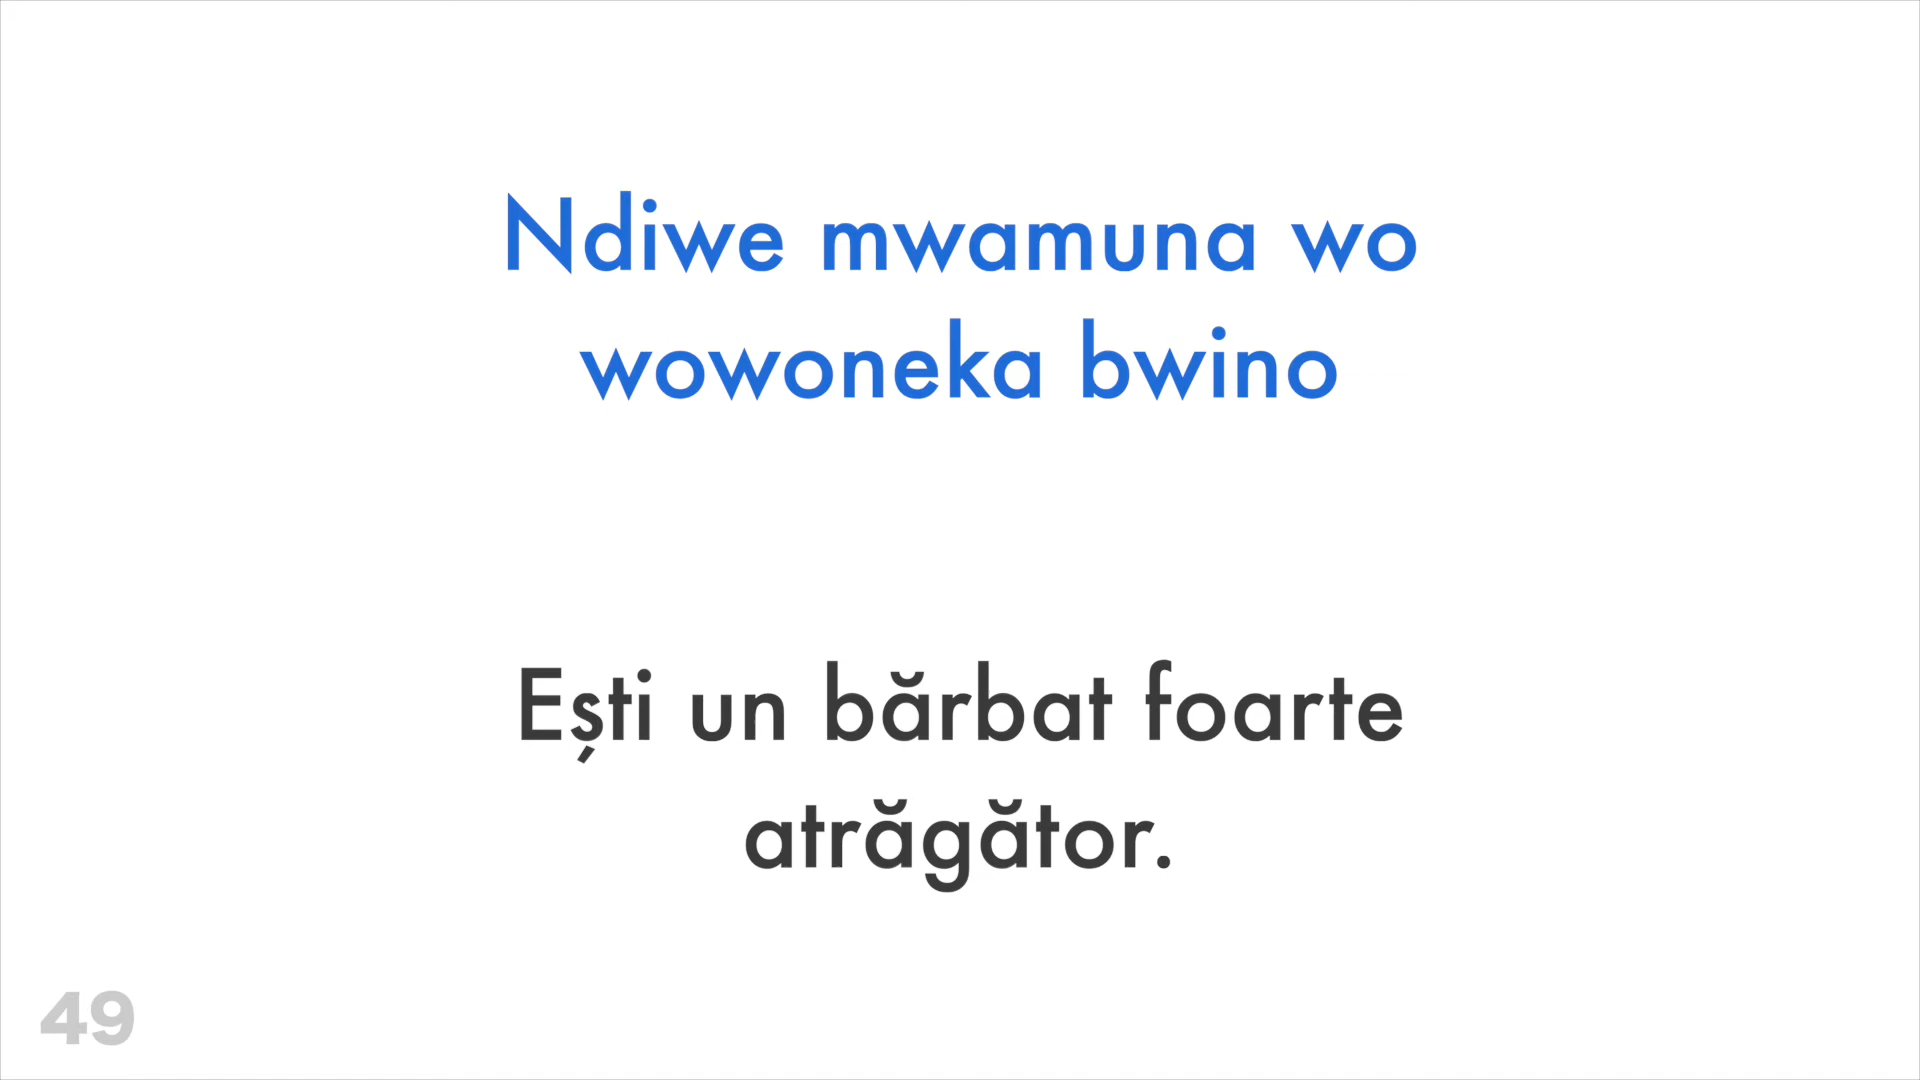 Ndiwe mwamuna wo
wowoneka bwino
Ești un bărbat foarte
atrăgător.
49